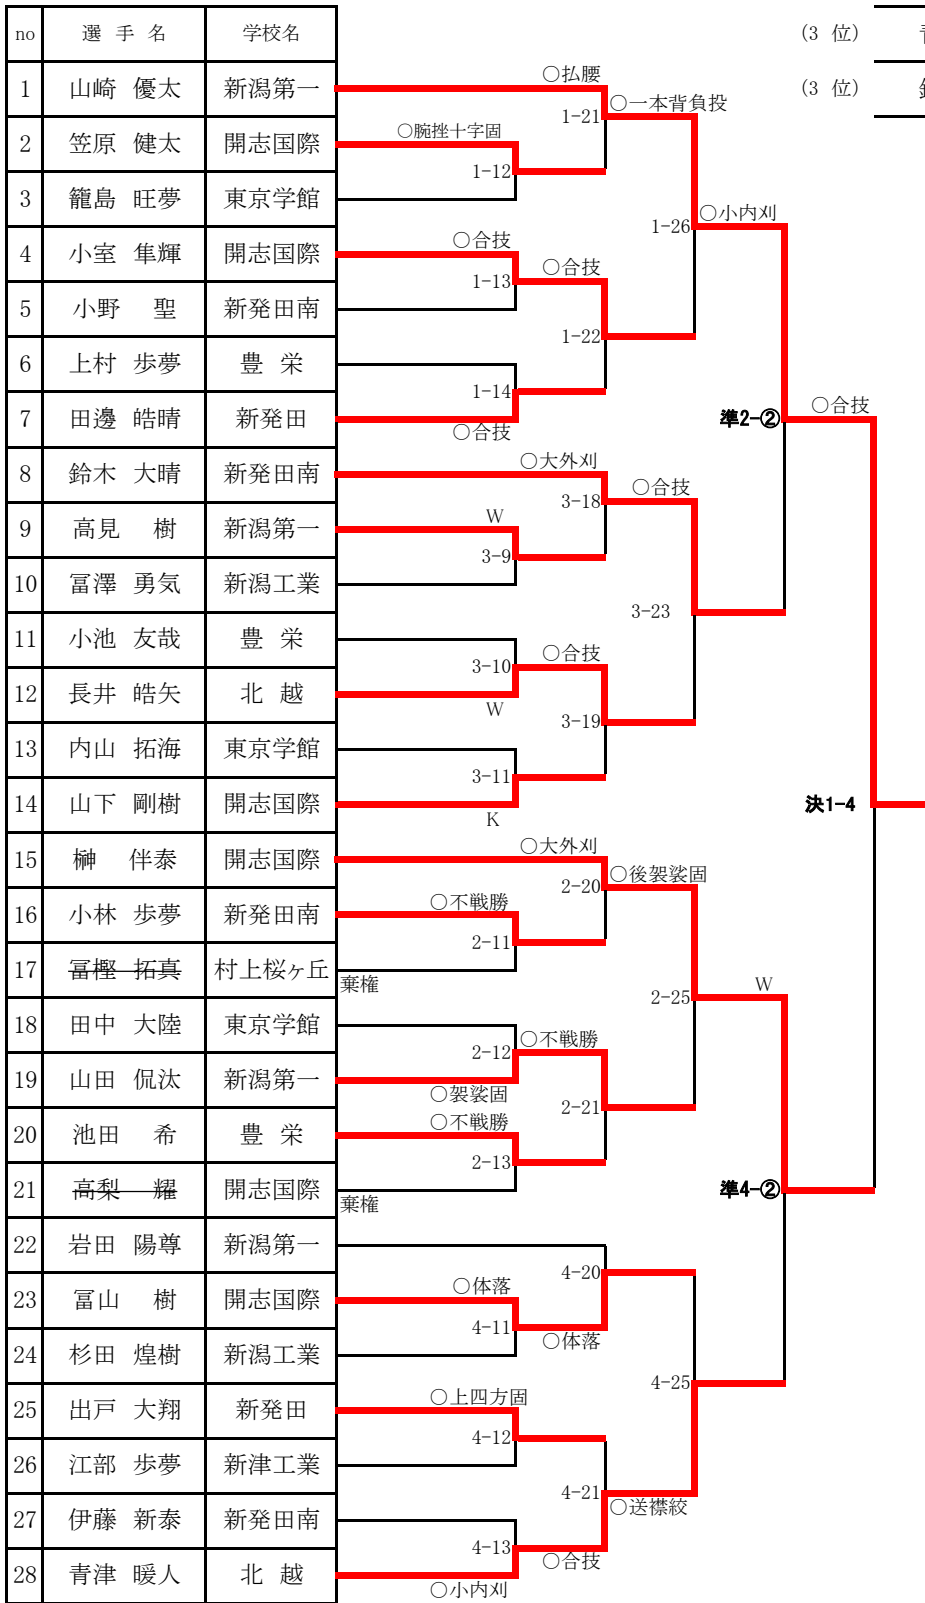 no 選手名 学校名 (3 位)
1 山崎 優太 新潟第一 (3 位)
2 笠原 健太 開志国際
3 籠島 旺夢 東京学館
4 小室 隼輝 開志国際
5 小野 聖 新発田南
6 上村 歩夢 豊栄
7 田邊 皓晴 新発田
8 鈴木 大晴 新発田南
9 高見 樹 新潟第一
10 冨澤 勇気 新潟工業
11 小池 友哉 豊栄
12 長井 皓矢 北越
13 内山 拓海 東京学館
14 山下 剛樹 開志国際
15 榊 伴泰 開志国際
16 小林 歩夢 新発田南
17 冨樫 拓真 村上桜ヶ丘
18 田中 大陸 東京学館
19 山田 侃汰 新潟第一
20 池田 希 豊栄
21 高梨 耀 開志国際
22 岩田 陽尊 新潟第一
23 冨山 樹 開志国際
24 杉田 煌樹 新潟工業
25 出戸 大翔 新発田
26 江部 歩夢 新津工業
27 伊藤 新泰 新発田南
28 青津 暖人 北越
○払腰
1-21
○一本背負投
○腕挫十字固
1-12
○小内刈
1-26
○合技
○合技
1-13
1-22
1-14
○合技
○合技
準2-②
○大外刈
○合技
3-18
W
3-9
3-23
○合技
3-10
W
3-19
3-11
K
決1-4
○大外刈
○後袈裟固
2-20
○不戦勝
2-11
棄権
W
2-25
○不戦勝
2-12
○袈裟固
2-21
○不戦勝
2-13
棄権
準4-②
4-20
○体落
4-11
○体落
4-25
○上四方固
4-12
4-21
○送襟絞
4-13
○合技
○小内刈